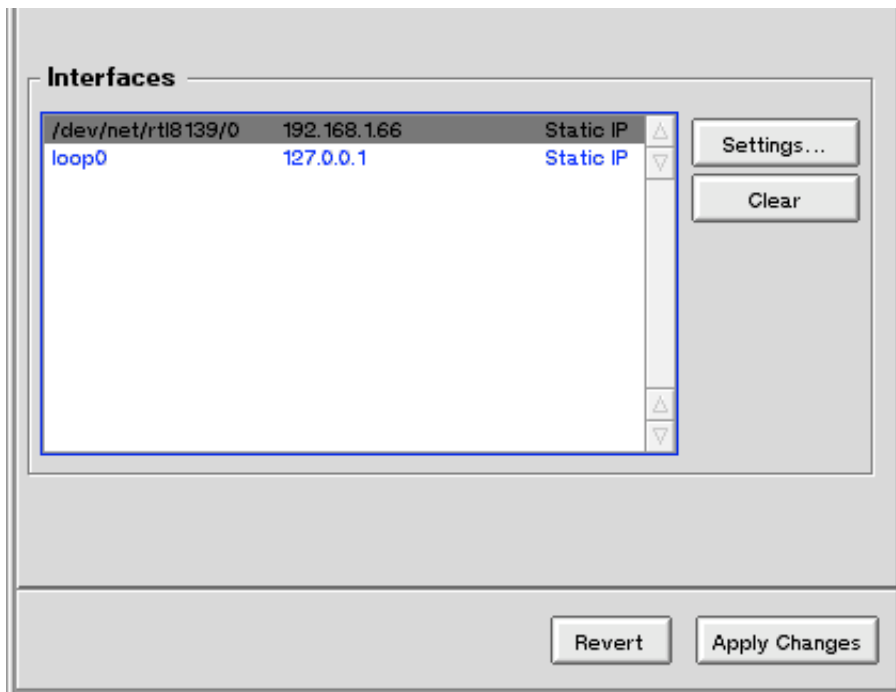 Interfaces
/dev/net/rtl8139/0 192.168.1.66 Static IP
loop0 127.0.0.1 Static IP
Settings...
Clear
Revert Apply Changes